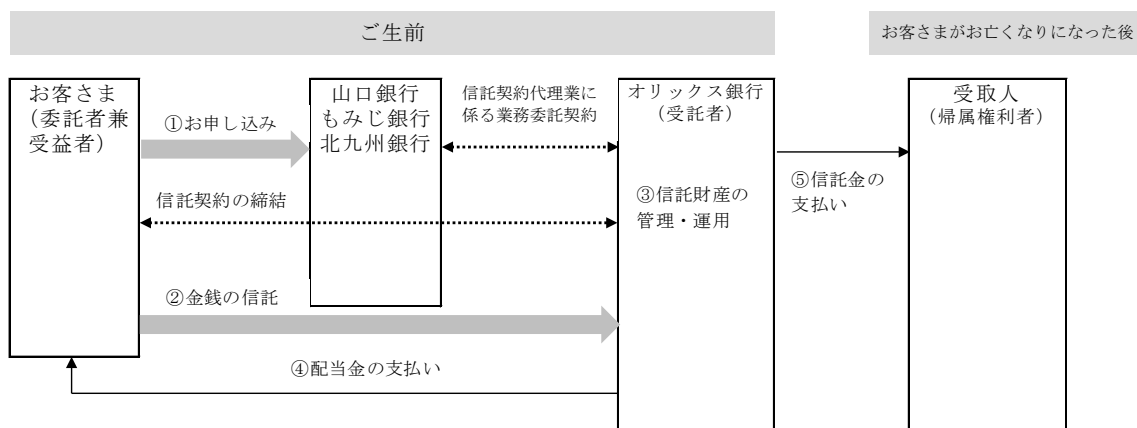 ご生前
お客さまがお亡くなりになった後
お客さま
（委託者兼
受益者）
①お申し込み
山口銀行
もみじ銀行
北九州銀行
信託契約代理業に
係る業務委託契約
オリックス銀行
（受託者）
受取人
（帰属権利者）
信託契約の締結
③信託財産の
管理・運用
⑤信託金の
支払い
②金銭の信託
④配当金の支払い